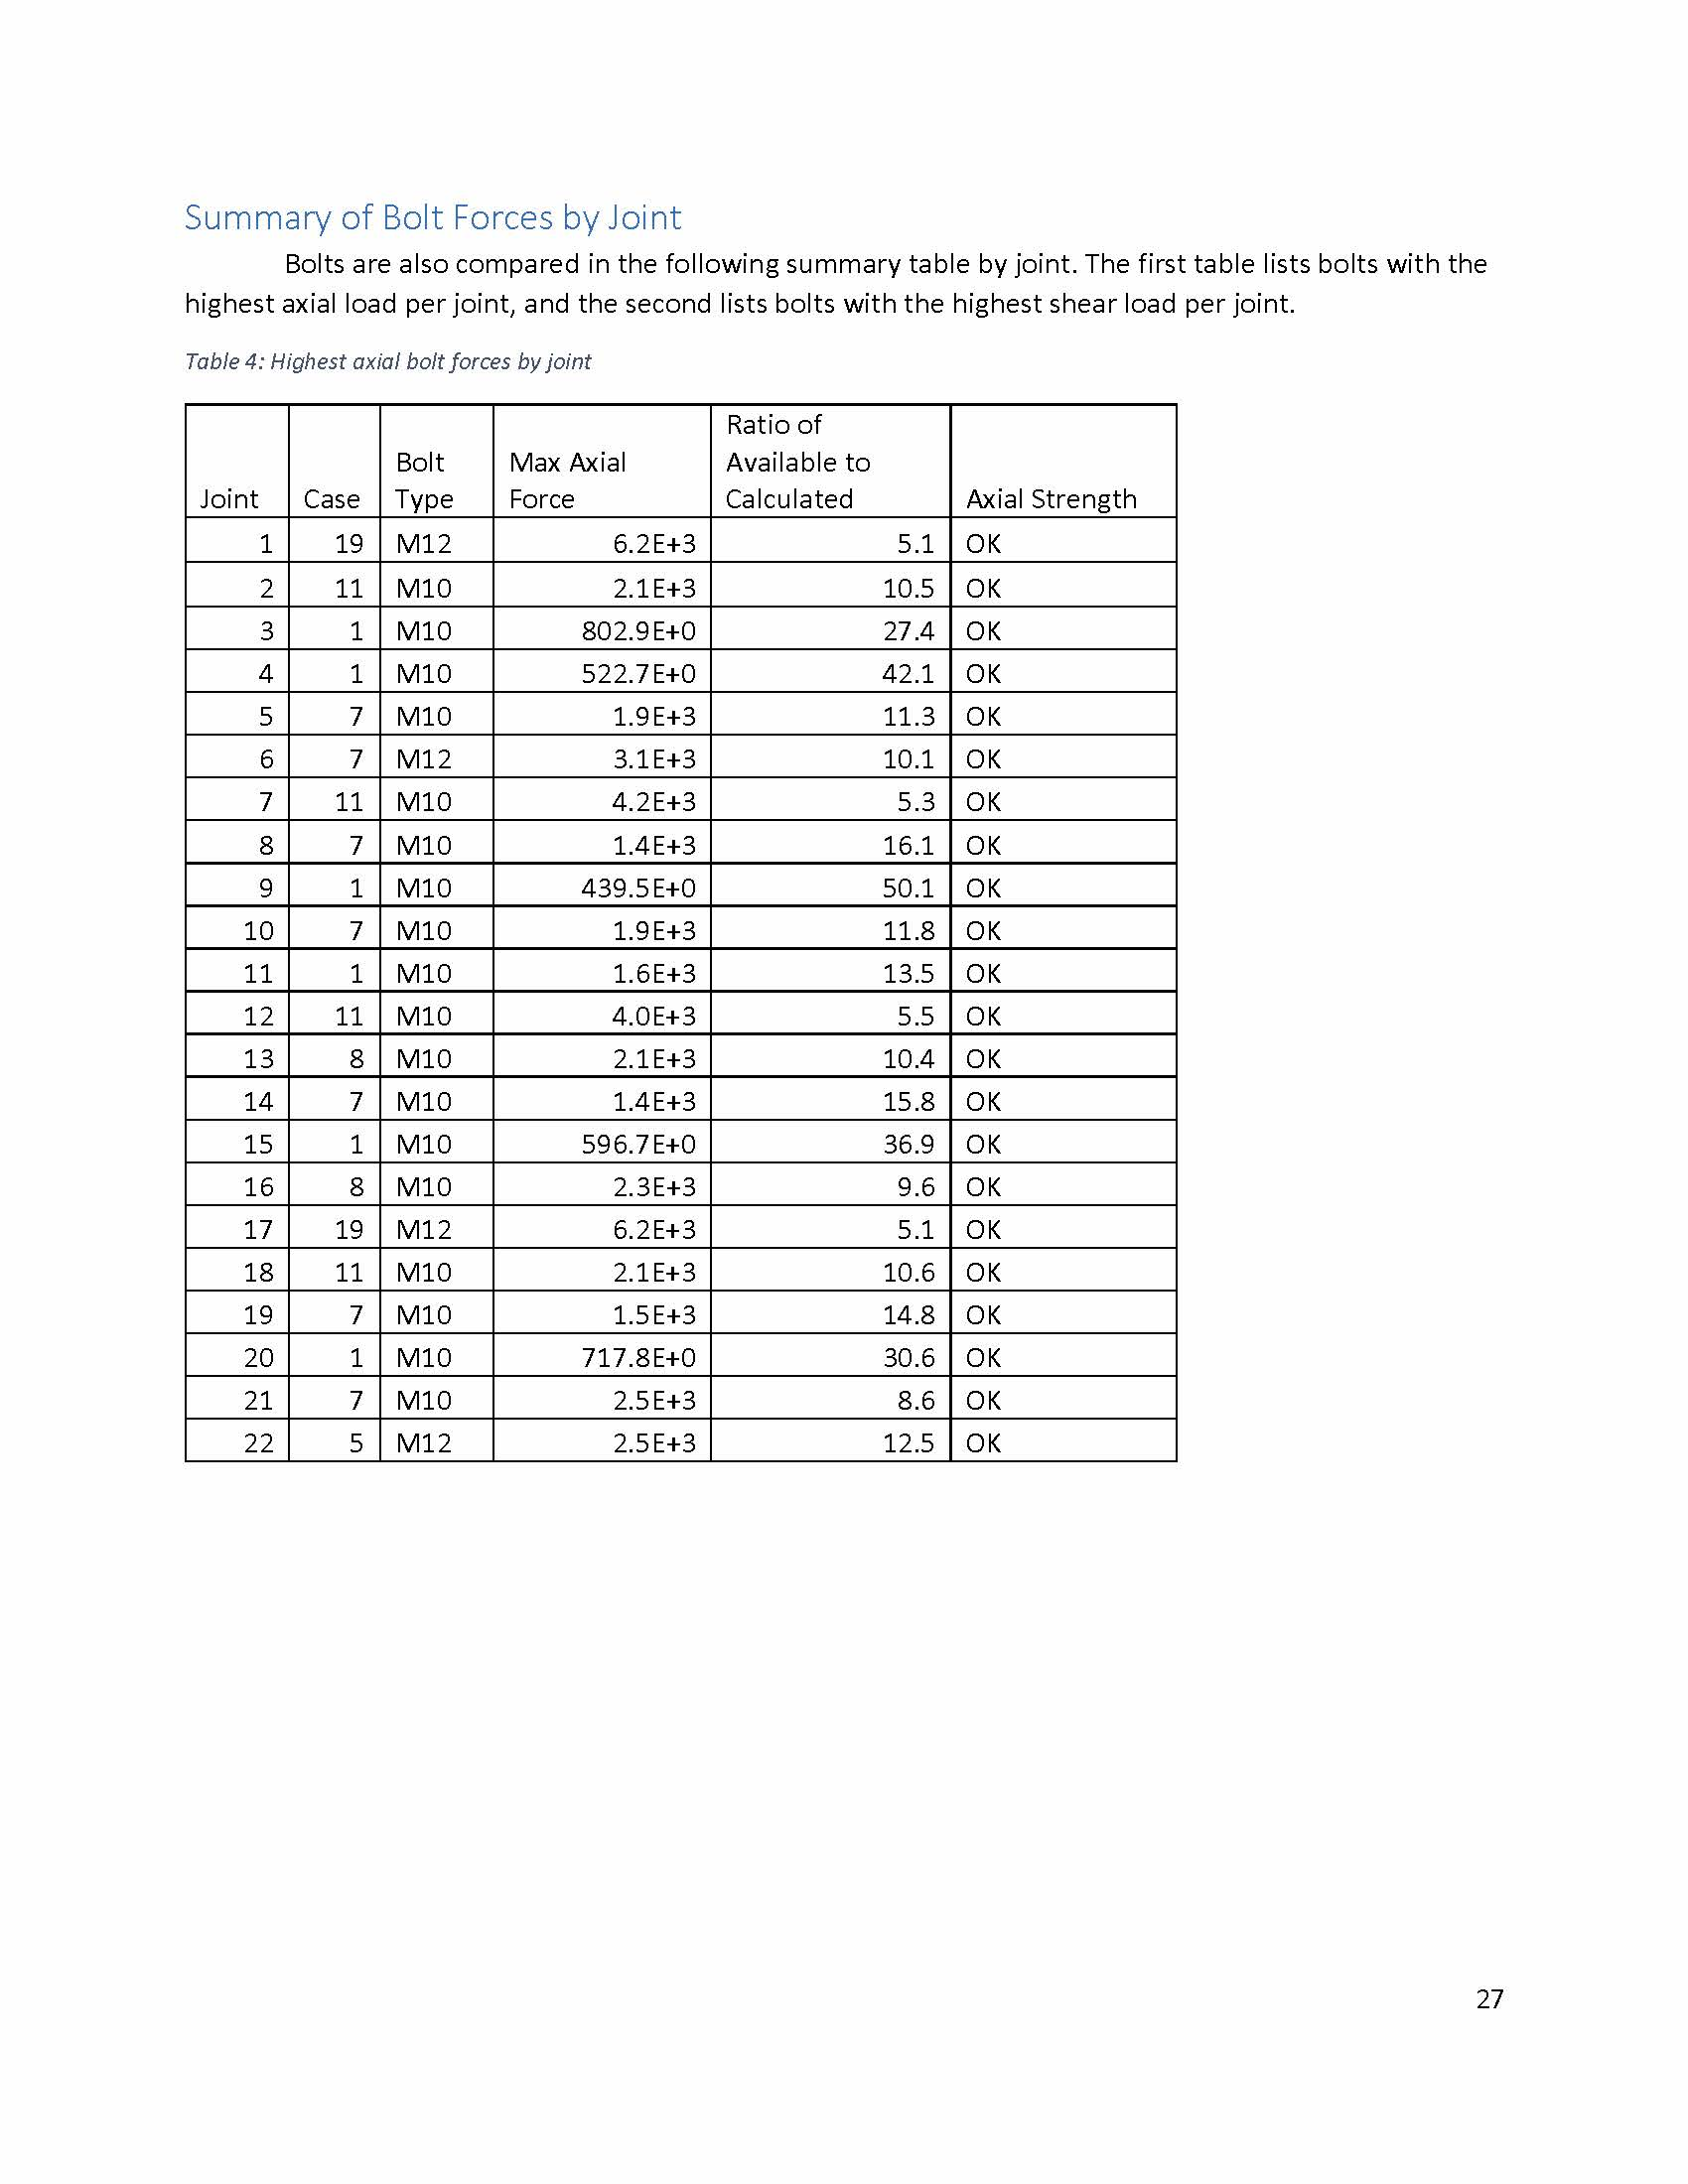 Summary of Bolt Forces by Joint
Bolts are also compared in the following summary table by joint. The first table lists bolts with the
highest axial load per joint, and the second lists bolts with the highest shear load per joint.
Table 4: Highest axial bolt forces by joint
Joint Case Bolt Type Max Axial Force Ratio of Available to Calculated Axial Strength
1 19 M12 6.2E+3 5.1 OK
2 11 M10 2.1E+3 10.5 OK
3 1 M10 802.9E+0 27.4 OK
4 1 M10 522.7E+0 42.1 OK
5 7 M10 1.9E+3 11.3 OK
6 7 M12 3.1E+3 10.1 OK
7 11 M10 4.2E+3 5.3 OK
8 7 M10 1.4E+3 16.1 OK
9 1 M10 439.5E+0 50.1 OK
10 7 M10 1.9E+3 11.8 OK
11 1 M10 1.6E+3 13.5 OK
12 11 M10 4.0E+3 5.5 OK
13 8 M10 2.1E+3 10.4 OK
14 7 M10 1.4E+3 15.8 OK
15 1 M10 596.7E+0 36.9 OK
16 8 M10 2.3E+3 9.6 OK
17 19 M12 6.2E+3 5.1 OK
18 11 M10 2.1E+3 10.6 OK
19 7 M10 1.5E+3 14.8 OK
20 1 M10 717.8E+0 30.6 OK
21 7 M10 2.5E+3 8.6 OK
22 5 M12 2.5E+3 12.5 OK
27